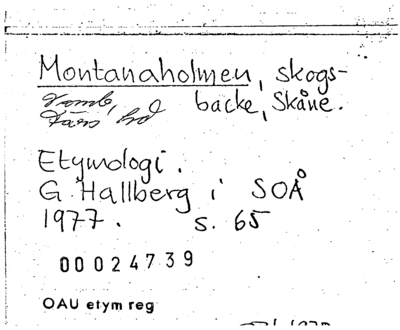 Montanaholmen, skogs-
backe, Skåne.
Etymologi.
G. Hallberg i SOÅ
1977. s. 65
00024739
OAU etym reg